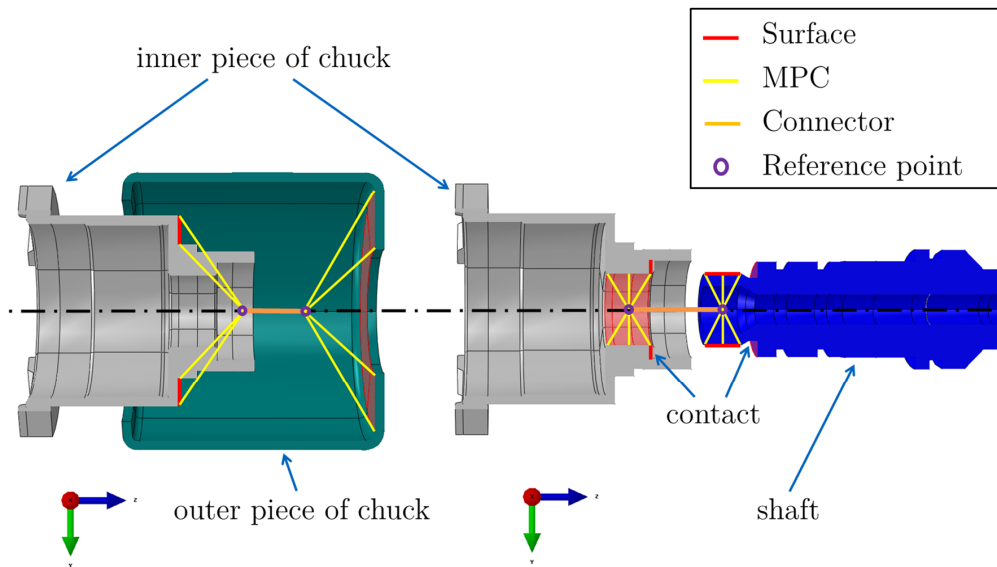 inner piece of chuck
Surface
MPC
Connector
Reference point
contact
outer piece of chuck
shaft
z
Y
z
Y